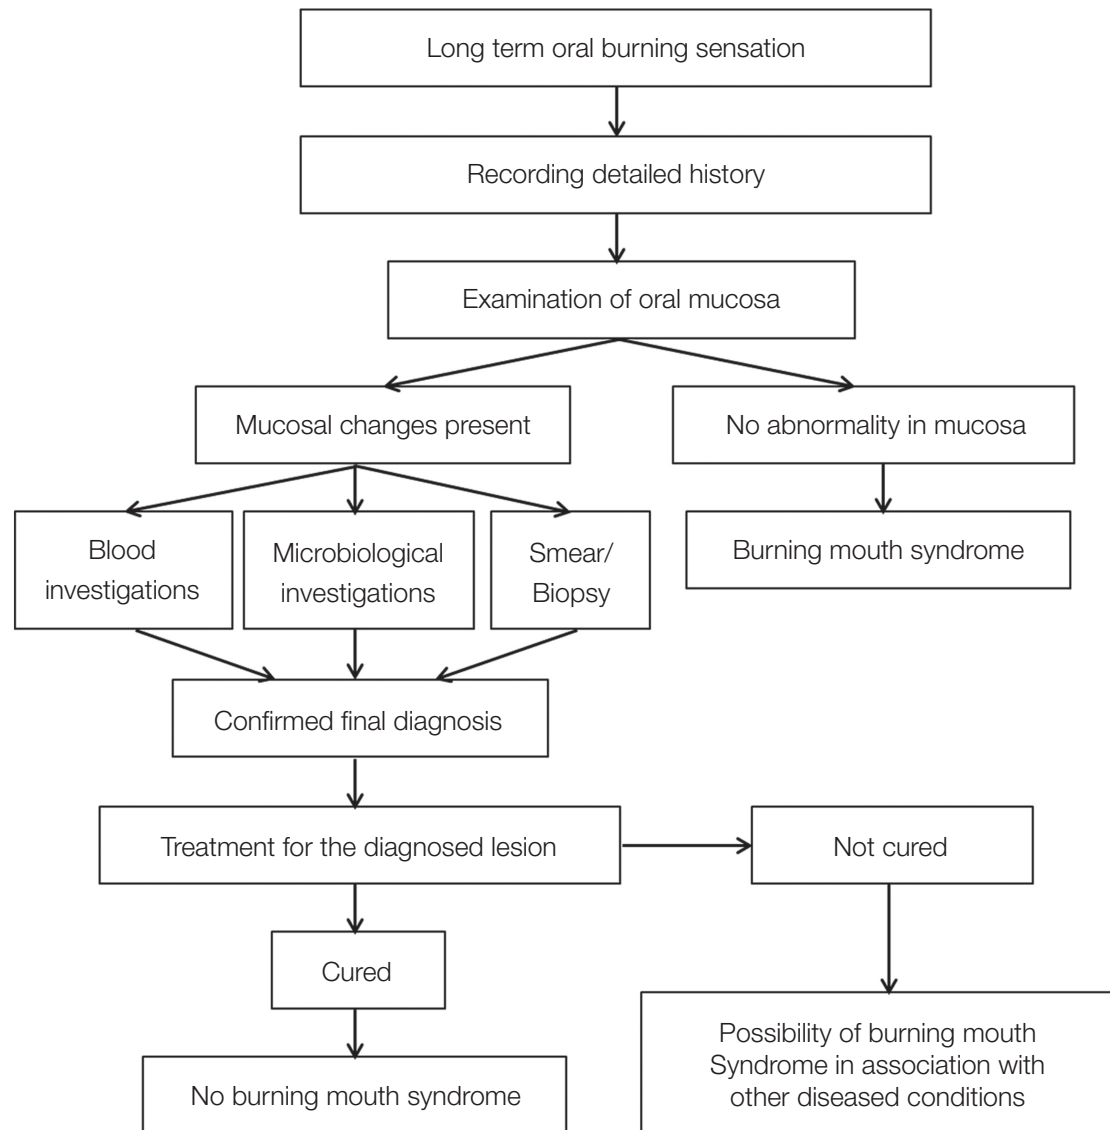 Long term oral burning sensation
Recording detailed history
Examination of oral mucosa
Mucosal changes present
No abnormality in mucosa
Blood
investigations
Microbiological
investigations
Smear/
Biopsy
Burning mouth syndrome
Confirmed final diagnosis
Treatment for the diagnosed lesion
Not cured
Cured
Possibility of burning mouth
Syndrome in association with
other diseased conditions
No burning mouth syndrome